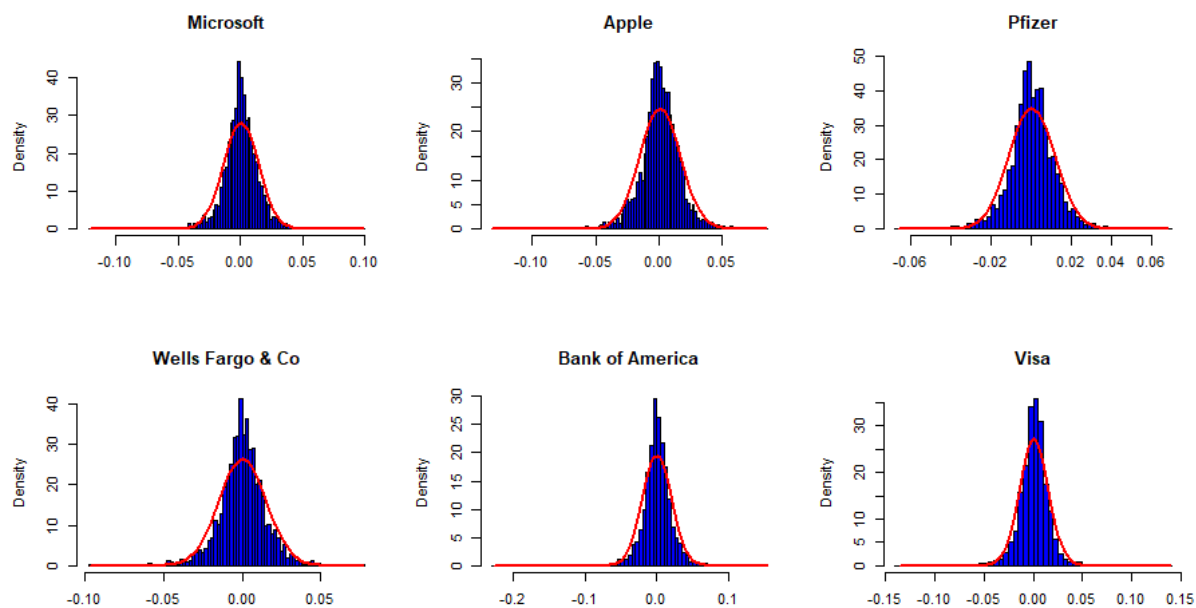 Microsoft
Apple
Pfizer
Density
0 10 20 30 40
-0.10 -0.05 0.00 0.05 0.10
Density
0 5 10 20 30
-0.10 -0.05 0.00 0.05
Density
0 10 20 30 40 50
-0.06 -0.02 0.02 0.04 0.06
Wells Fargo & Co
Bank of America
Visa
Density
0 10 20 30 40
-0.10 -0.05 0.00 0.05
Density
0 5 10 15 20 25 30
-0.2 -0.1 0.0 0.1
Density
0 5 10 20 30
-0.15 -0.10 -0.05 0.00 0.05 0.10 0.15